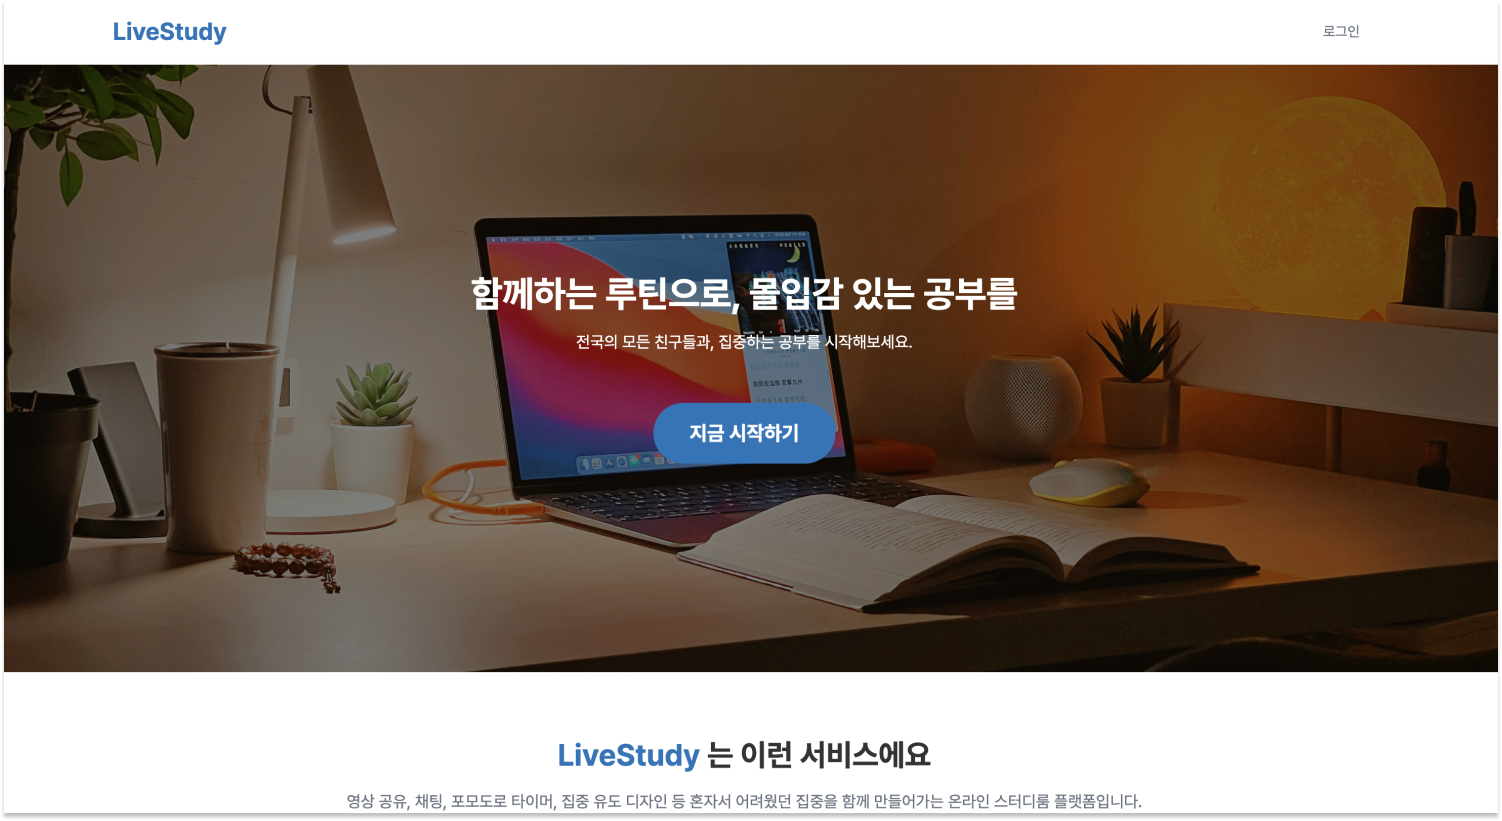 LiveStudy
로그인
함께하는 루틴으로, 몰입감 있는 공부를
전국의 모든 친구들과, 집중하는 공부를 시작해보세요.
지금 시작하기
LiveStudy 는 이런 서비스에요
영상 공유, 채팅, 포모도로 타이머, 집중 유도 디자인 등 혼자서 어려웠던 집중을 함께 만들어가는 온라인 스터디룸 플랫폼입니다.